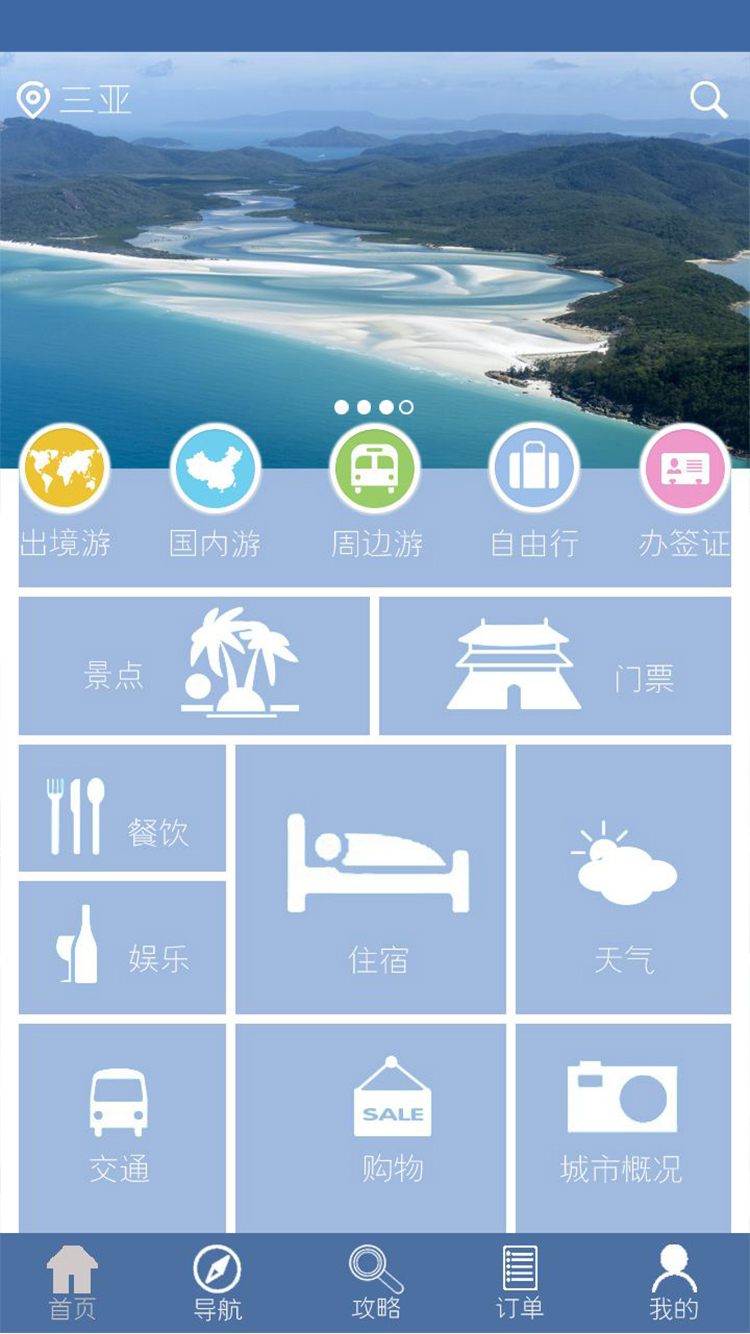 三亚
出境游 国内游 周边游 自由行 办签证
景点 门票
餐饮
娱乐 住宿 天气
SALE
交通 购物 城市概况
首页 导航 攻略 订单 我的